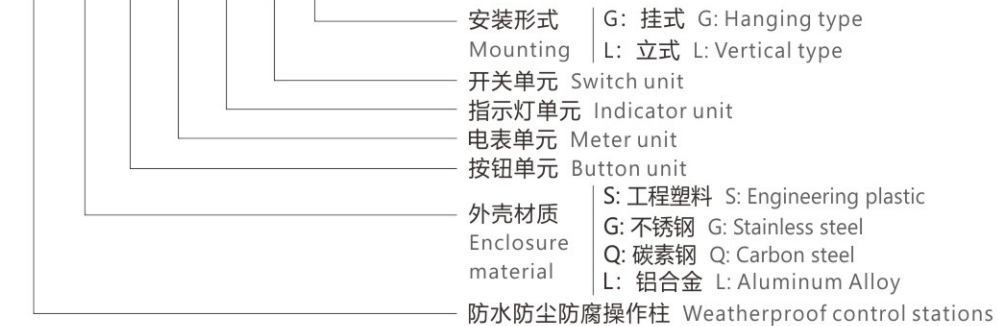 安装形式 G：挂式 G: Hanging type
Mounting L：立式 L: Vertical type
开关单元 Switch unit
指示灯单元 Indicator unit
电表单元 Meter unit
按钮单元 Button unit
外壳材质
Enclosure
material
S: 工程塑料 S: Engineering plastic
G: 不锈钢 G: Stainless steel
Q: 碳素钢 Q: Carbon steel
L：铝合金 L: Aluminum Alloy
防水防尘防腐操作柱 Weatherproof control stations